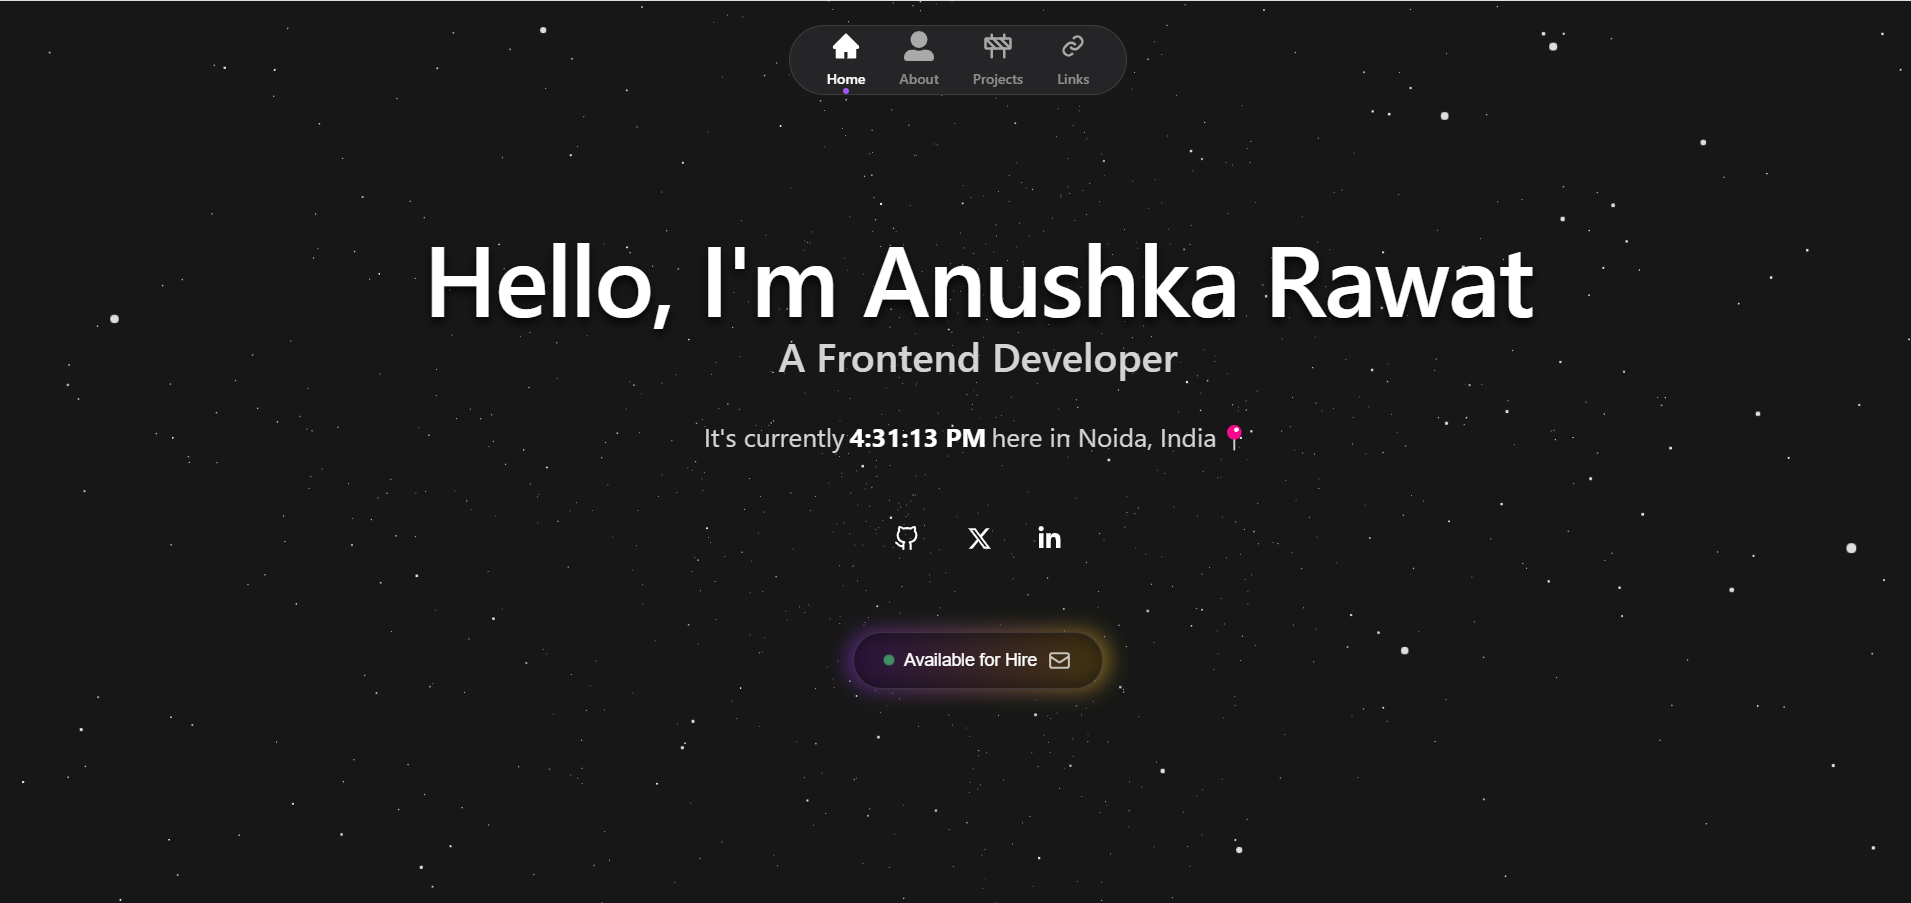 Home About Projects Links
Hello, I'm Anushka Rawat
A Frontend Developer
It's currently 4:31:13 PM here in Noida, India
Available for Hire